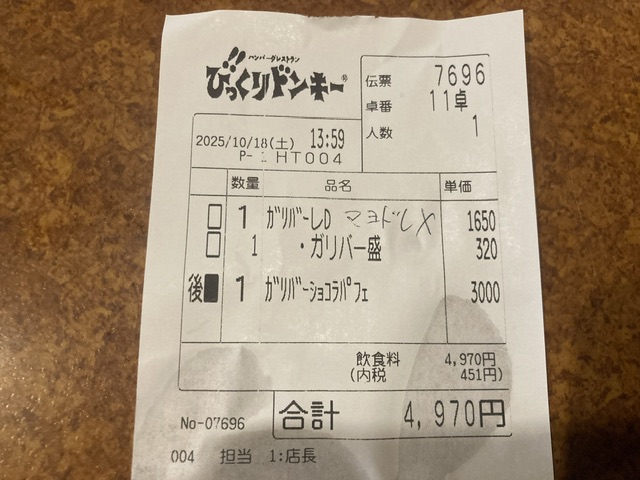 ハンバーグレストラン
びっくりドンキー®
伝票 7696
卓番 11卓
人数 1
2025/10/18(土) 13:59
P- HT004
数量 品名 単価
1 ｶﾞﾘﾊﾞｰLD マヨドレ✕ 1650
1 ・ガリバー盛 320
後 1 ｶﾞﾘﾊﾞｰｼｮｺﾗﾊﾟﾌｪ 3000
飲食料 4,970円
(内税 451円)
No-07696 合計 4,970円
004 担当 1:店長